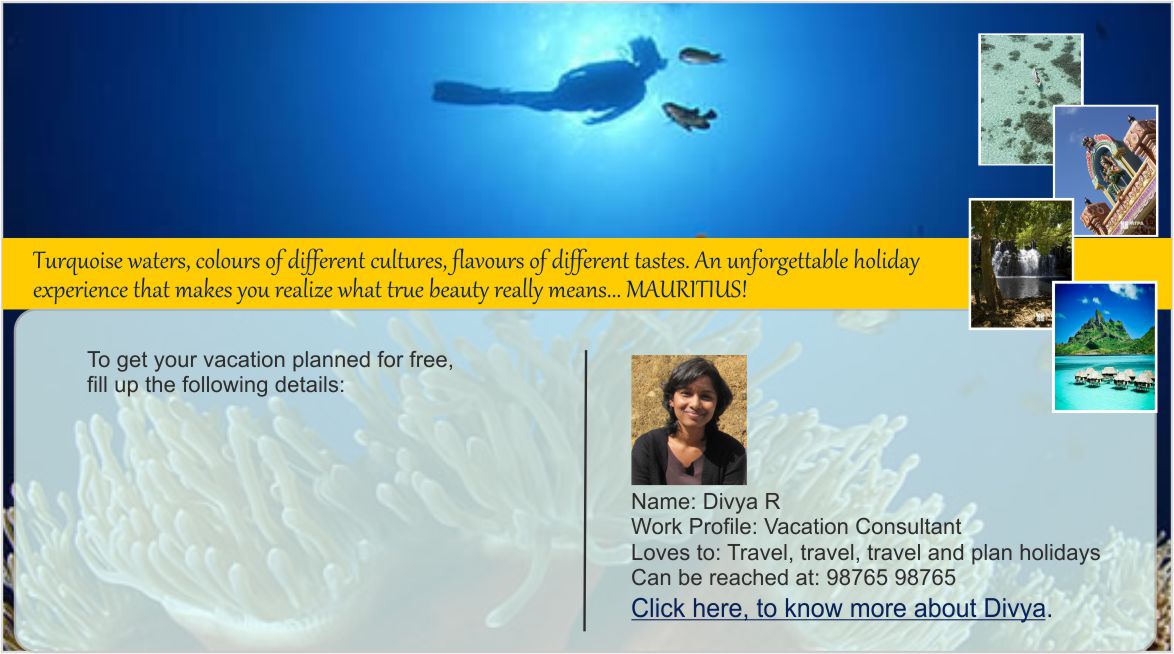 Turquoise waters, colours of different cultures, flavours of different tastes. An unforgettable holiday
experience that makes you realize what true beauty really means... MAURITIUS!
To get your vacation planned for free,
fill up the following details:
Name: Divya R
Work Profile: Vacation Consultant
Loves to: Travel, travel, travel and plan holidays
Can be reached at: 98765 98765
Click here, to know more about Divya.